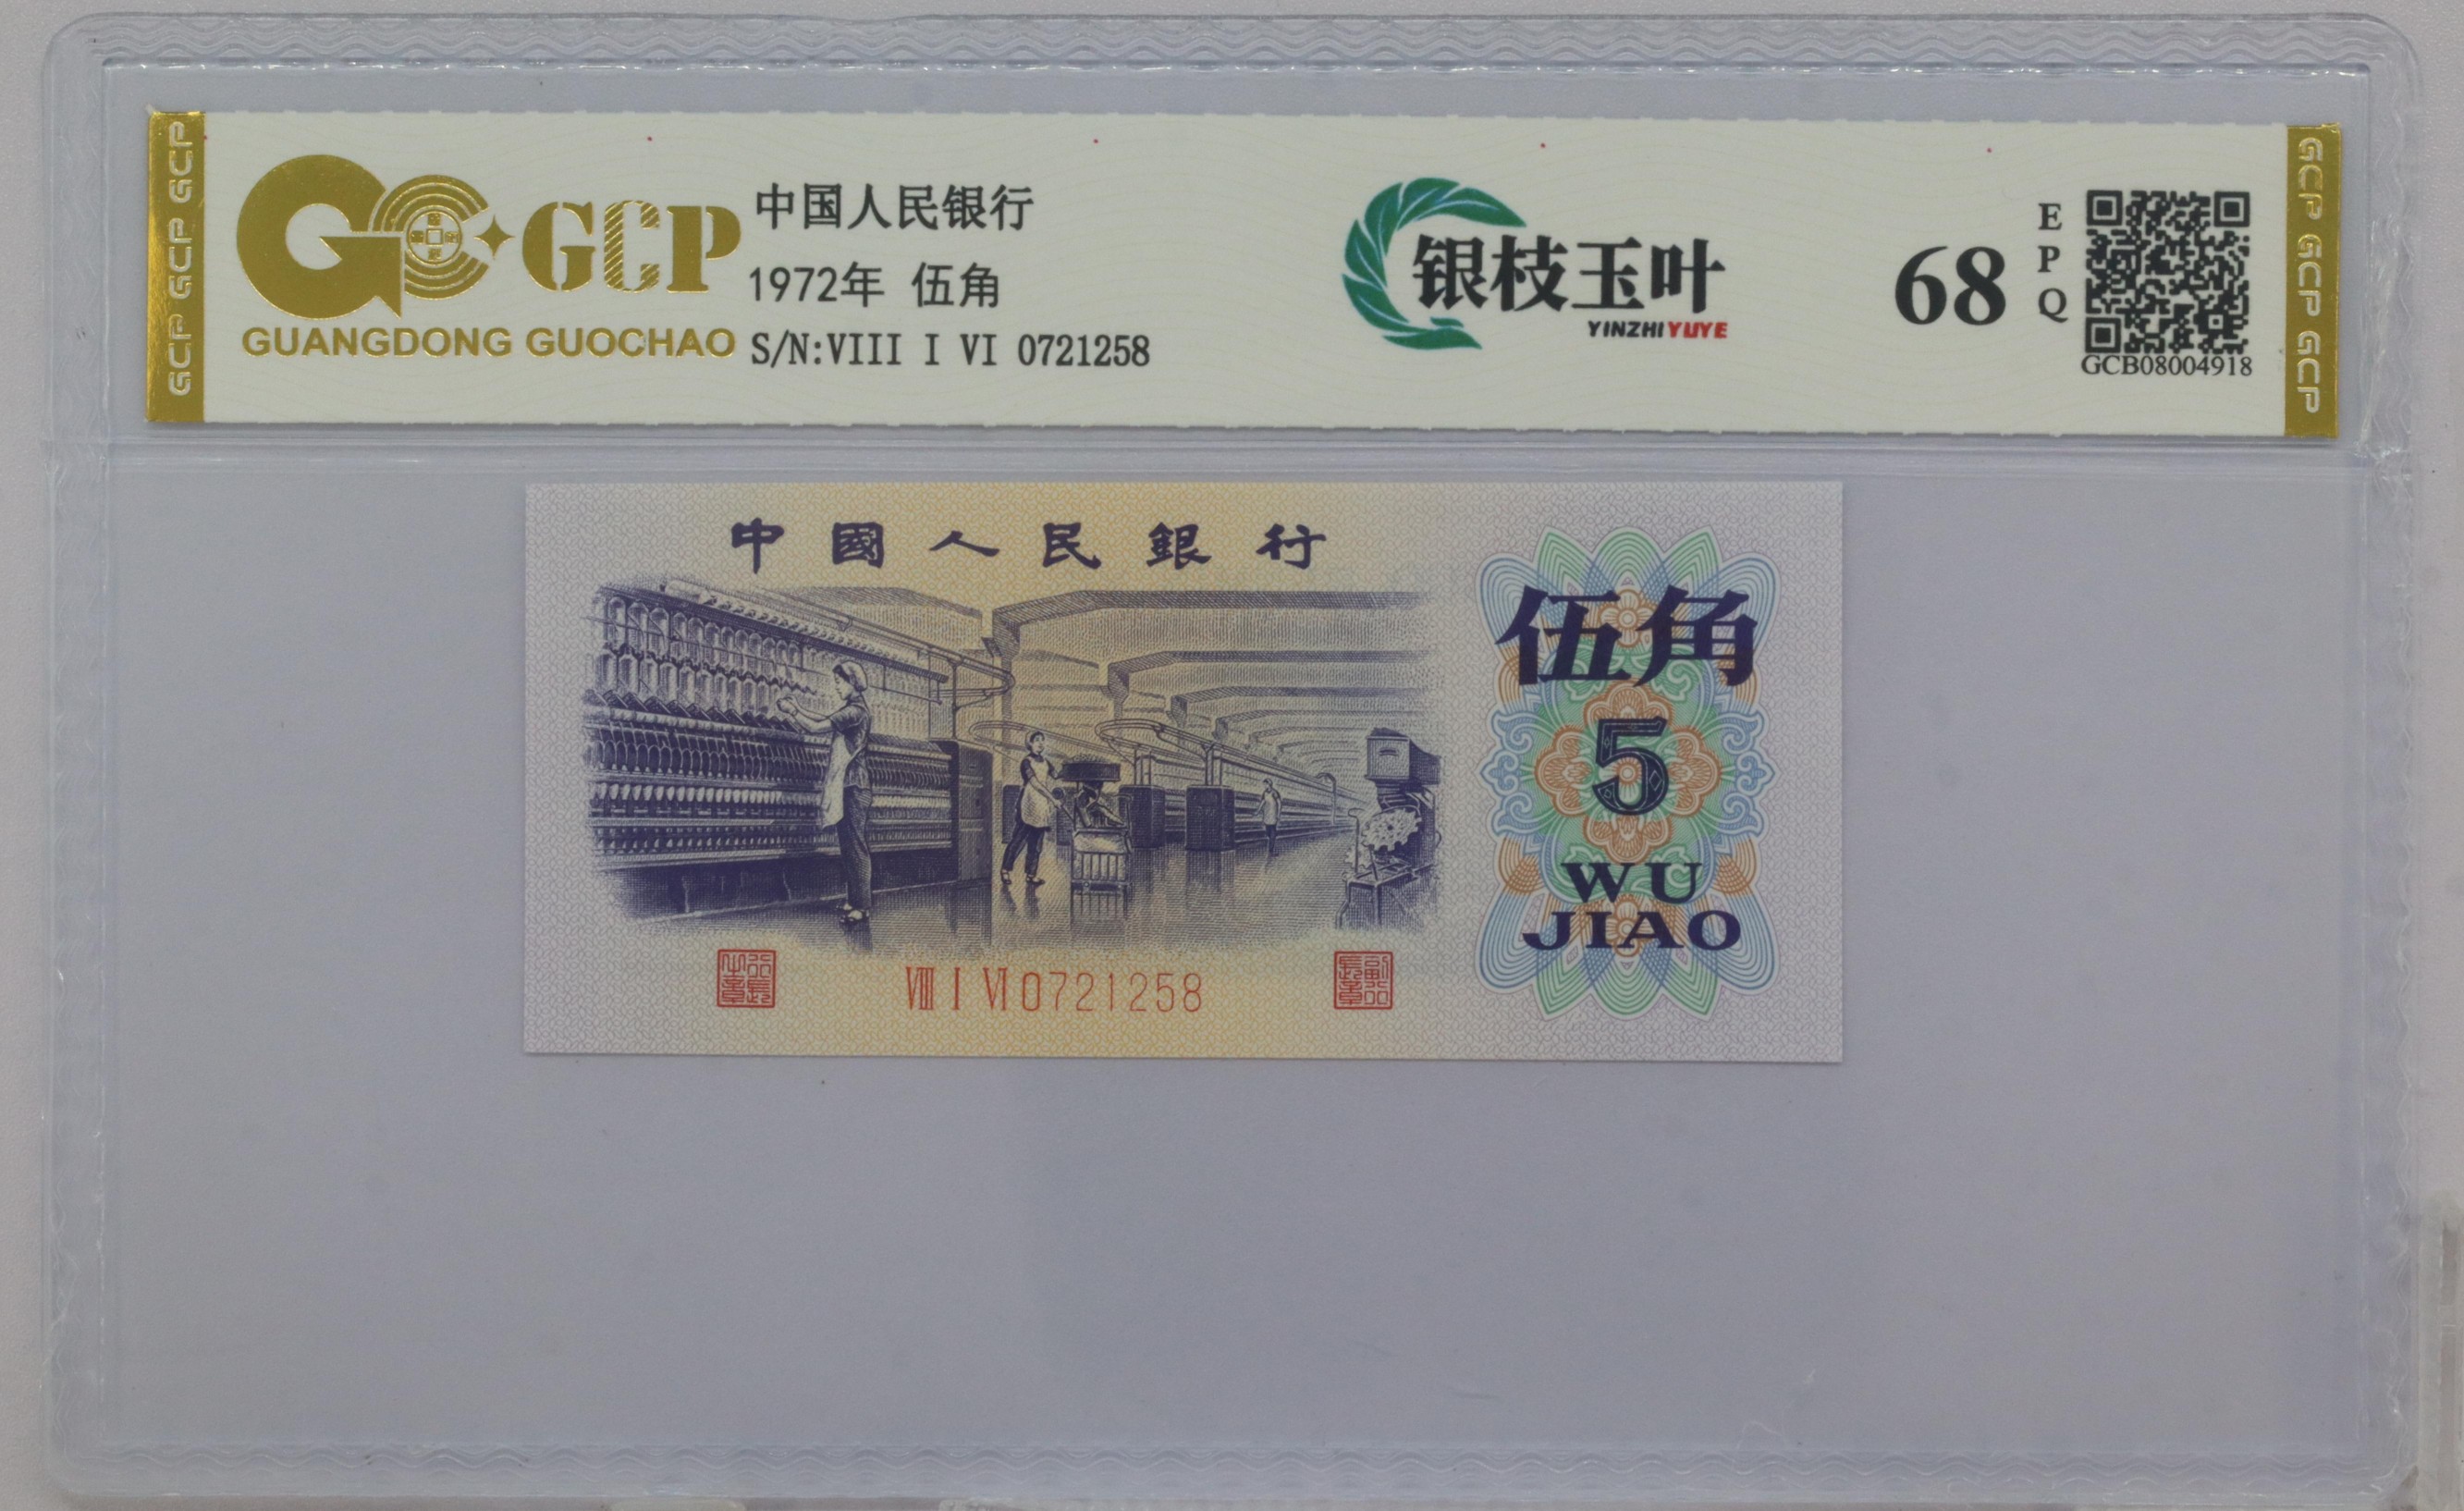 GCP GCP GCP
GCP
GUANGDONG GUOCHAO
中国人民银行
1972年 伍角
S/N:VIII I VI 0721258
银枝玉叶
YINZHIYUYE
68
EPQ
GCB08004918
GCP GCP GCP
中國人民銀行
伍角
5
WU
JIAO
VIII I VI 0721258